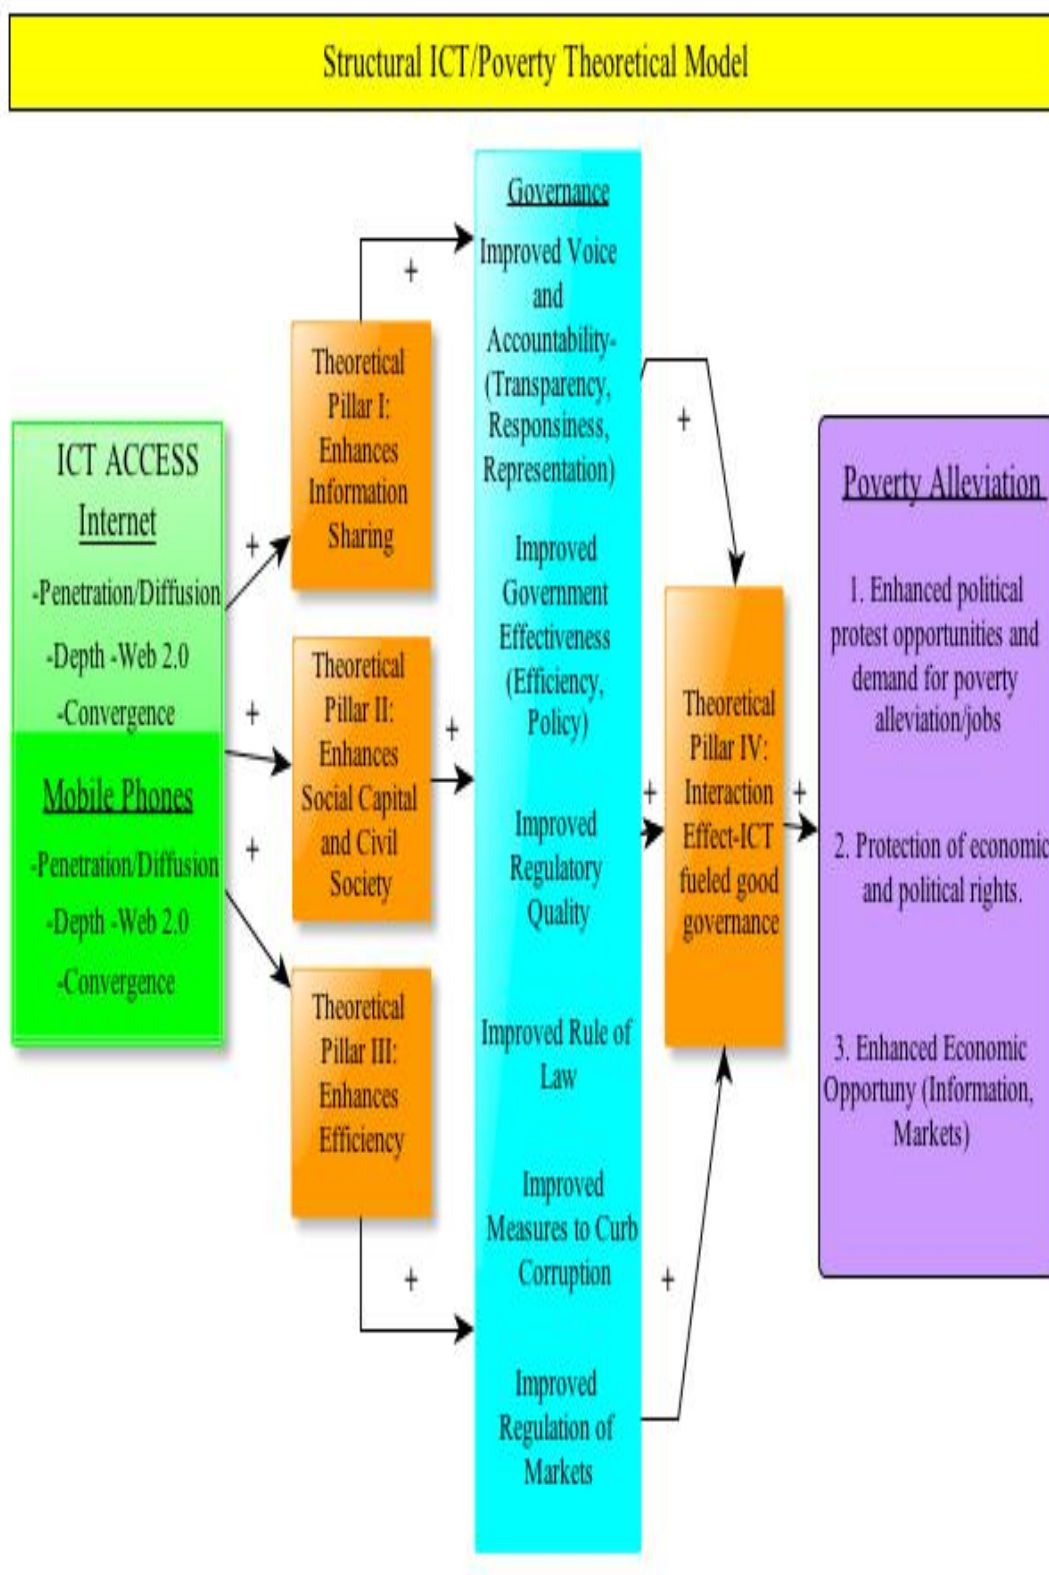 Structural ICT/Poverty Theoretical Model
ICT ACCESS
Internet
-Penetration/Diffusion
-Depth -Web 2.0
-Convergence
Mobile Phones
-Penetration/Diffusion
-Depth -Web 2.0
-Convergence
+
+
+
Theoretical
Pillar I:
Enhances
Information
Sharing
Theoretical
Pillar II:
Enhances
Social Capital
and Civil
Society
Theoretical
Pillar III:
Enhances
Efficiency
+
+
+
Governance
Improved Voice
and
Accountability-
(Transparency,
Responsiness,
Representation)
Improved
Government
Effectiveness
(Efficiency,
Policy)
Improved
Regulatory
Quality
Improved Rule of
Law
Improved
Measures to Curb
Corruption
Improved
Regulation of
Markets
+
+
+
Theoretical
Pillar IV:
Interaction
Effect-ICT
fueled good
governance
+
Poverty Alleviation
1. Enhanced political
protest opportunities and
demand for poverty
alleviation/jobs
2. Protection of economic
and political rights.
3. Enhanced Economic
Opportuny (Information,
Markets)